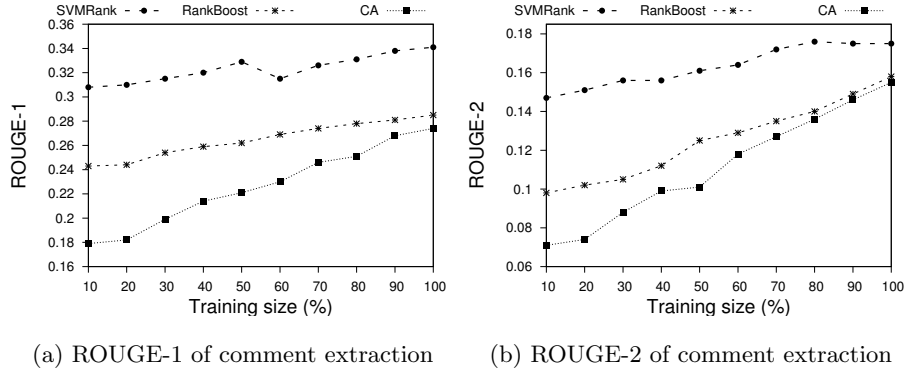 SVMRank RankBoost CA
0.36
0.34
0.32
0.3
0.28
0.26
0.24
0.22
0.2
0.18
0.16
ROUGE-1
10 20 30 40 50 60 70 80 90 100
Training size (%)
(a) ROUGE-1 of comment extraction
SVMRank RankBoost CA
0.18
0.16
0.14
0.12
0.1
0.08
0.06
ROUGE-2
10 20 30 40 50 60 70 80 90 100
Training size (%)
(b) ROUGE-2 of comment extraction